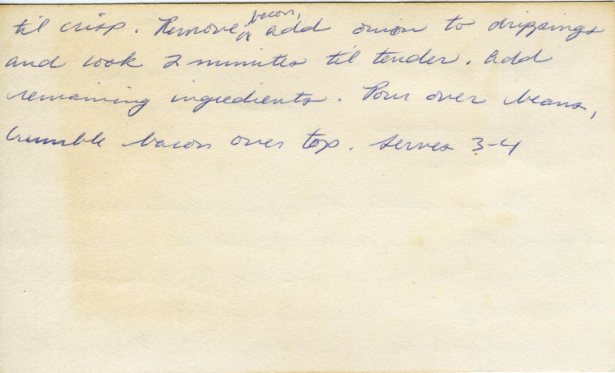 til crisp. Remove bacon, & add onion to drippings
and cook 2 minutes til tender. Add
remaining ingredients. Pour over beans,
Crumble bacon over top. Serves 3-4